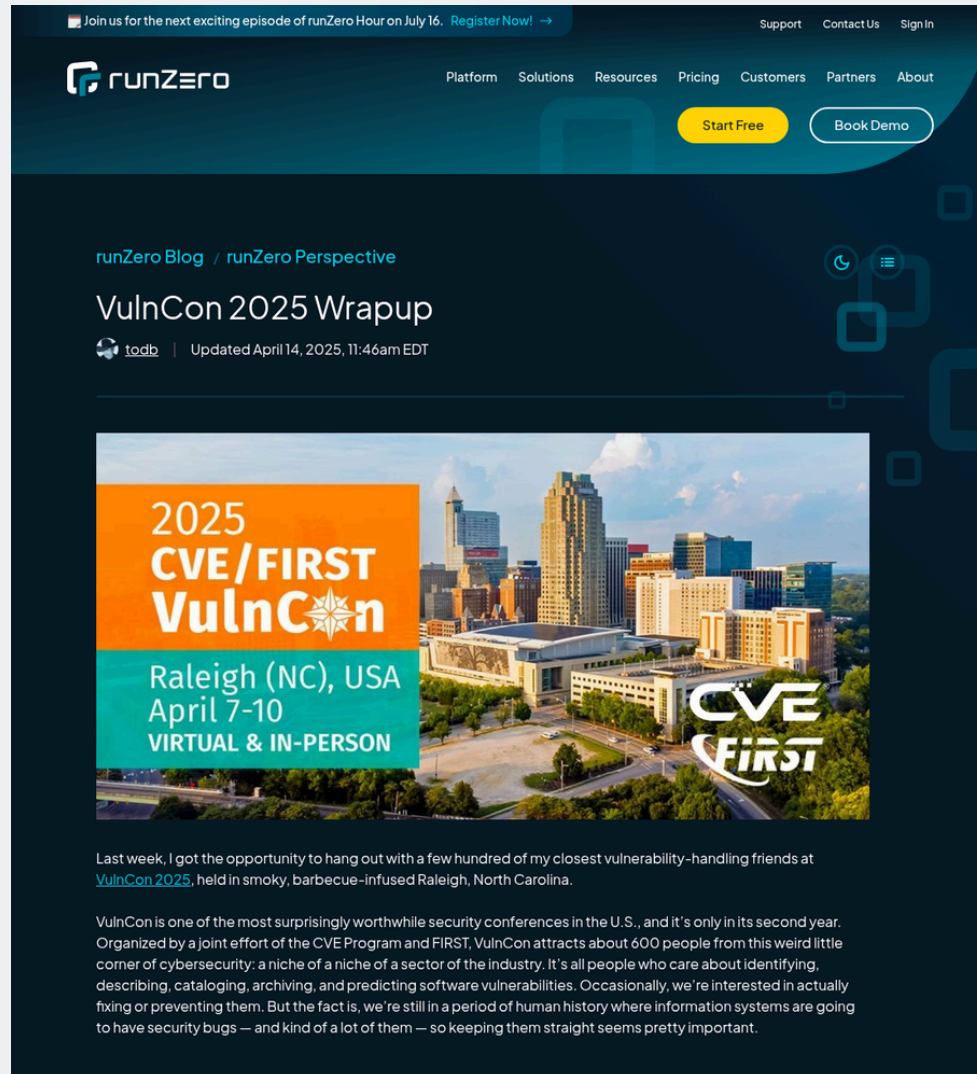 Join us for the next exciting episode of runZero Hour on July 16. Register Now! →
Support Contact Us Sign In
runZero
Platform Solutions Resources Pricing Customers Partners About
Start Free Book Demo
runZero Blog / runZero Perspective
VulnCon 2025 Wrapup
todb | Updated April 14, 2025, 11:46am EDT
2025
CVE/FIRST
VulnCon
Raleigh (NC), USA
April 7-10
VIRTUAL & IN-PERSON
CVE
FIRST
Last week, I got the opportunity to hang out with a few hundred of my closest vulnerability-handling friends at
VulnCon 2025, held in smoky, barbecue-infused Raleigh, North Carolina.
VulnCon is one of the most surprisingly worthwhile security conferences in the U.S., and it's only in its second year.
Organized by a joint effort of the CVE Program and FIRST, VulnCon attracts about 600 people from this weird little
corner of cybersecurity: a niche of a niche of a sector of the industry. It's all people who care about identifying,
describing, cataloging, archiving, and predicting software vulnerabilities. Occasionally, we're interested in actually
fixing or preventing them. But the fact is, we're still in a period of human history where information systems are going
to have security bugs — and kind of a lot of them — so keeping them straight seems pretty important.